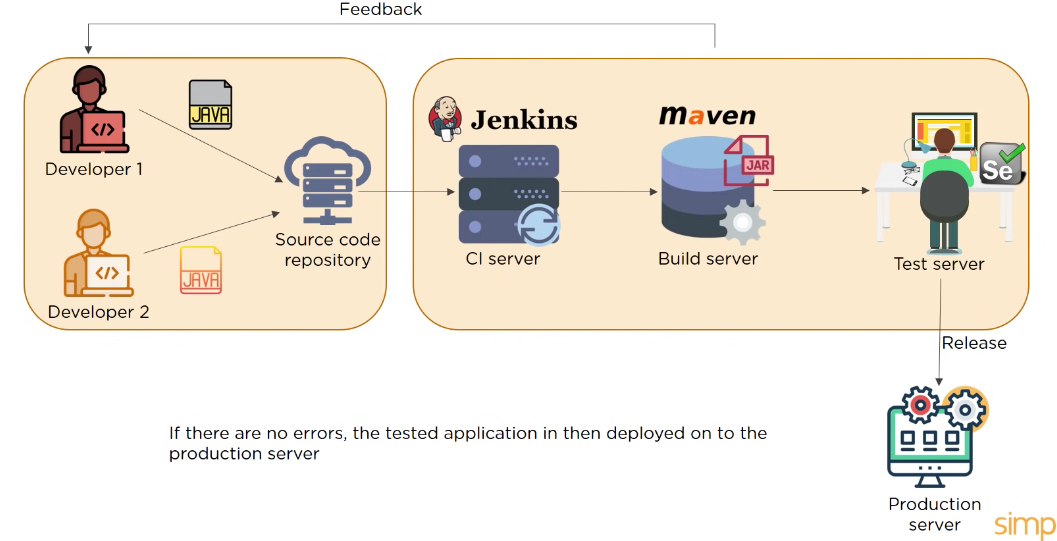 Feedback
JAVA
Developer 1
Source code
repository
JAVA
Developer 2
Jenkins
CI server
maven
JAR
Build server
Se
Test server
Release
If there are no errors, the tested application in then deployed on to the
production server
Production
server
simp